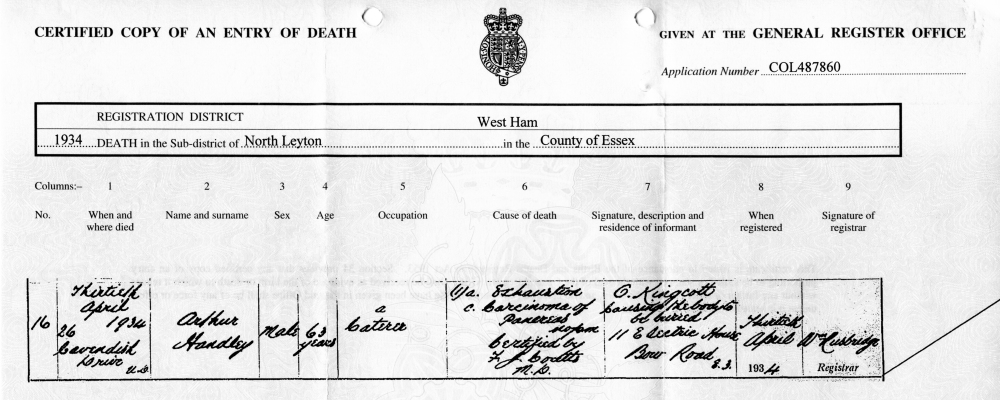 CERTIFIED COPY OF AN ENTRY OF DEATH
GIVEN AT THE GENERAL REGISTER OFFICE
Application Number COL487860
REGISTRATION DISTRICT
West Ham
1934 DEATH in the Sub-district of North Leyton in the County of Essex
Columns:– 1 2 3 4 5 6 7 8 9
No. When and where died Name and surname Sex Age Occupation Cause of death Signature, description and residence of informant When registered Signature of registrar
16
Thirtieth
April
1934
26
Cavendish
Drive
U.D.
Arthur
Handley
Male
63
years
a
Caterer
(1)a. Exhaustion
c. Carcinoma of
Pancreas
no p.m
Certified by
F. J. Coutts
M.D.
O. Kingcott
Causing the body to
be buried
11 Electric House
Bow Road
E.3.
Thirtieth
April
1934
Registrar